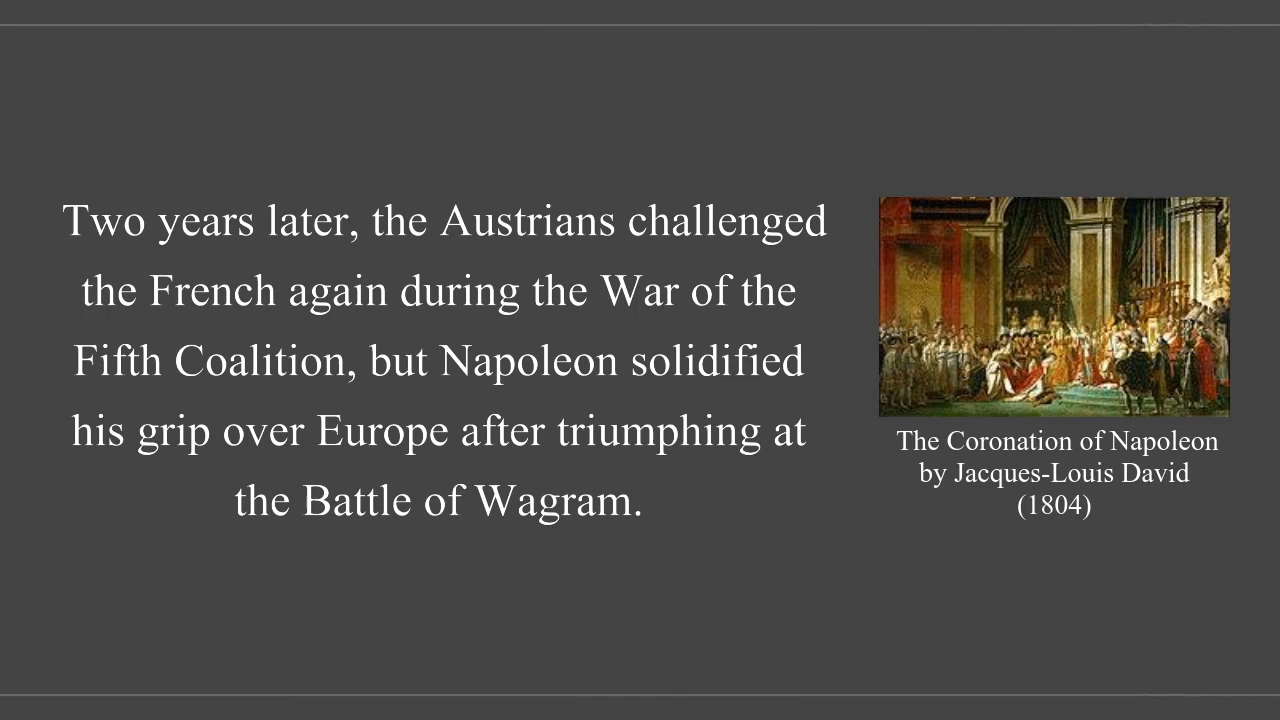 Two years later, the Austrians challenged
the French again during the War of the
Fifth Coalition, but Napoleon solidified
his grip over Europe after triumphing at
the Battle of Wagram.
The Coronation of Napoleon
by Jacques-Louis David
(1804)